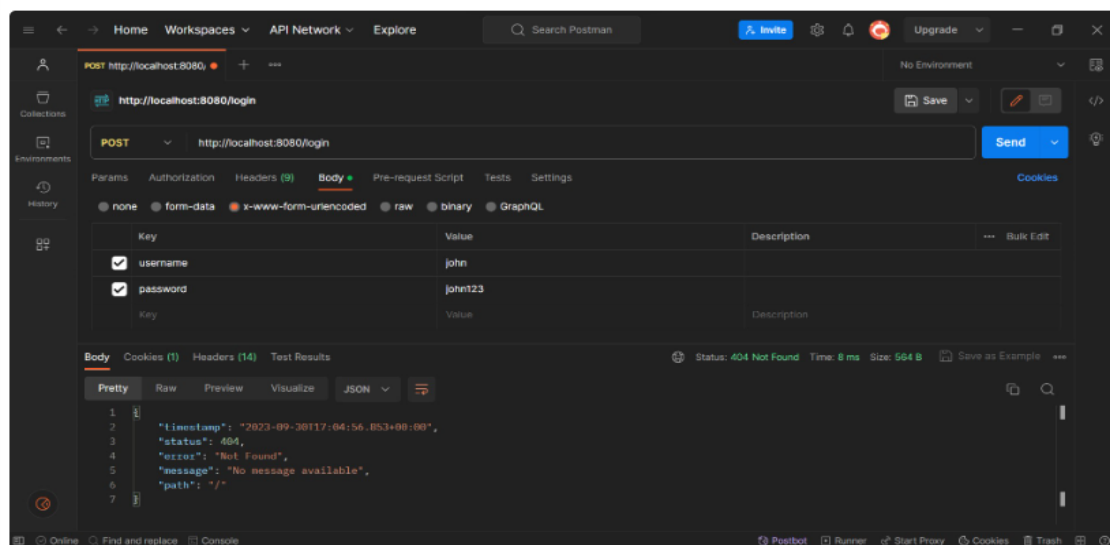 Home Workspaces API Network Explore Search Postman Invite Upgrade
POST http://localhost:8080/ No Environment
http://localhost:8080/login Save
Collections
POST http://localhost:8080/login Send
Environments
Params Authorization Headers (9) Body Pre-request Script Tests Settings Cookies
History
none form-data x-www-form-urlencoded raw binary GraphQL
Key Value Description Bulk Edit
username john
password john123
Key Value Description
Body Cookies (1) Headers (14) Test Results Status: 404 Not Found Time: 8 ms Size: 564 B Save as Example
Pretty Raw Preview Visualize JSON
1 {
2 "timestamp": "2023-09-30T17:04:56.853+00:00",
3 "status": 404,
4 "error": "Not Found",
5 "message": "No message available",
6 "path": "/"
7 }
Online Find and replace Console Postbot Runner Start Proxy Cookies Trash